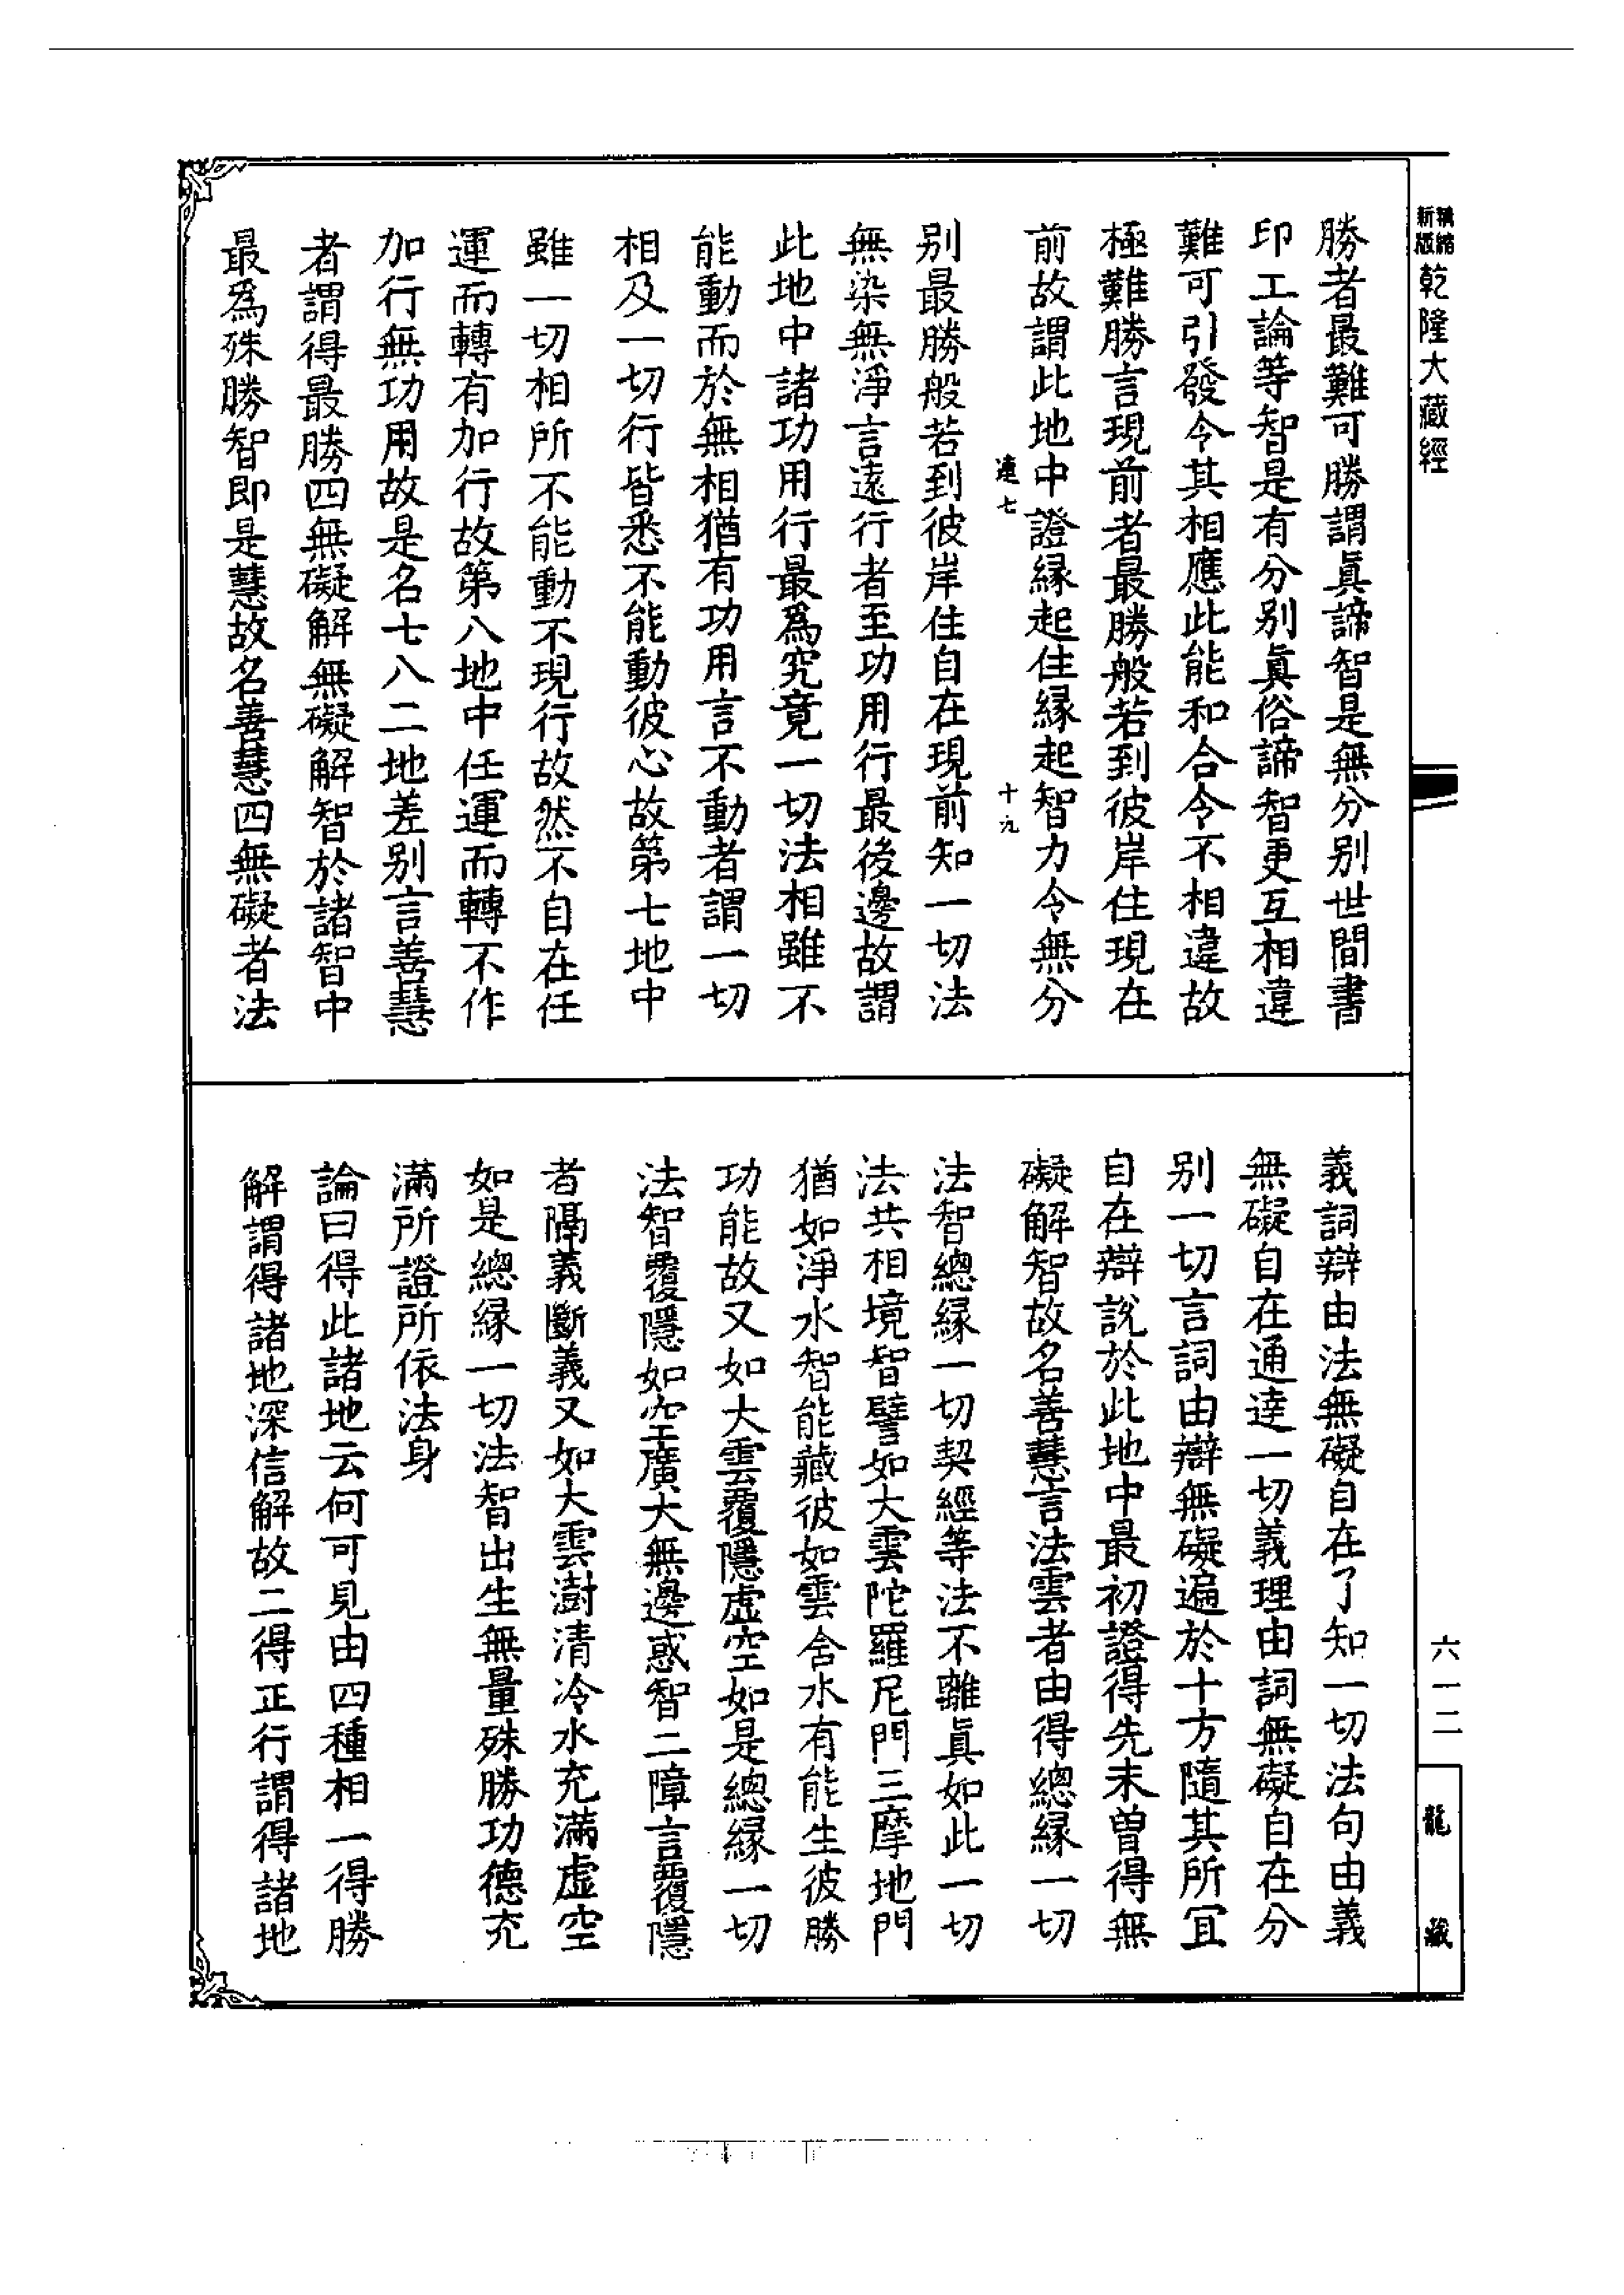 新版精縮乾隆大藏經
勝者最難可勝謂眞諦智是無分别世間書
印工論等智是有分别眞俗諦智更互相違
難可引發令其相應此能和合令不相違故
極難勝言現前者最勝般若到彼岸住現在
前故謂此地中證縁起住縁起智力令無分
遠七 十九
别最勝般若到彼岸住自在現前知一切法
無染無淨言遠行者至功用行最後邊故謂
此地中諸功用行最爲究竟一切法相雖不
能動而於無相猶有功用言不動者謂一切
相及一切行皆悉不能動彼心故第七地中
雖一切相所不能動不現行故然不自在任
運而轉有加行故第八地中任運而轉不作
加行無功用故是名七八二地差别言善慧
者謂得最勝四無礙解無礙解智於諸智中
最爲殊勝智即是慧故名善慧四無礙者法
義詞辯由法無礙自在了知一切法句由義
無礙自在通達一切義理由詞無礙自在分
别一切言詞由辯無礙遍於十方隨其所宜
自在辯說於此地中最初證得先未曾得無
礙解智故名善慧言法雲者由得總縁一切
法智總縁一切契經等法不離眞如此一切
法共相境智譬如大雲陀羅尼門三摩地門
猶如淨水智能藏彼如雲含水有能生彼勝
功能故又如大雲覆隱虛空如是總縁一切
法智覆隱如空廣大無邊惑智二障言覆隱
者隔義斷義又如大雲澍清冷水充滿虛空
如是總縁一切法智出生無量殊勝功德充
滿所證所依法身
論曰得此諸地云何可見由四種相一得勝
解謂得諸地深信解故二得正行謂得諸地
六一二
龍藏